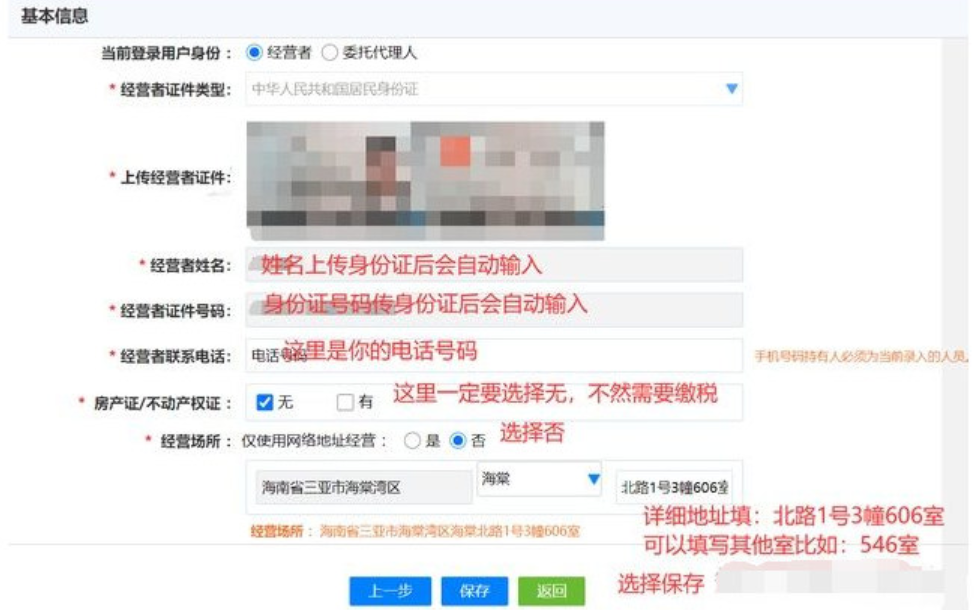 基本信息
当前登录用户身份： 经营者 委托代理人
* 经营者证件类型： 中华人民共和国居民身份证
* 上传经营者证件：
* 经营者姓名： 姓名上传身份证后会自动输入
* 经营者证件号码： 身份证号码传身份证后会自动输入
* 经营者联系电话： 电话号码 这里是你的电话号码 手机号码持有人必须为当前录入的人员,
* 房产证/不动产权证： 无 有 这里一定要选择无，不然需要缴税
* 经营场所： 仅使用网络地址经营： 是 否 选择否
海南省三亚市海棠湾区 海棠 北路1号3幢606室
经营场所： 海南省三亚市海棠湾区海棠北路1号3幢606室
详细地址填：北路1号3幢606室
可以填写其他室比如：546室
上一步 保存 返回 选择保存